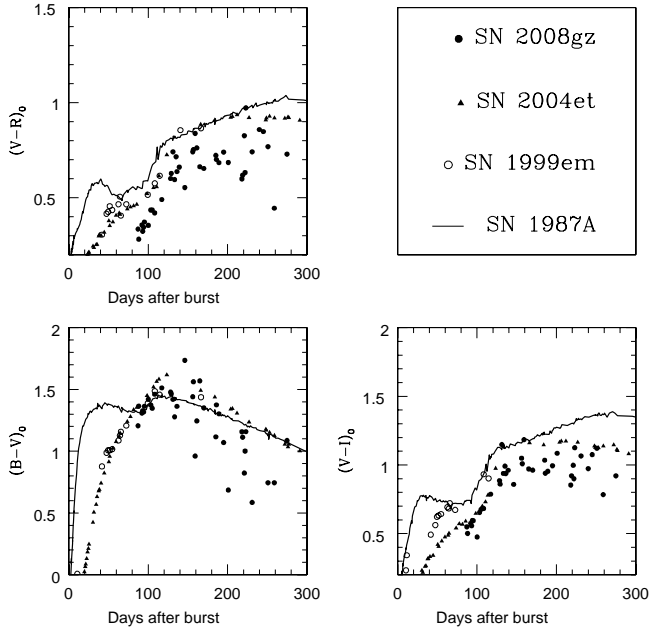 1.5
1
0.5
(V−R)₀
0 100 200 300
Days after burst
SN 2008gz
SN 2004et
SN 1999em
SN 1987A
2
1.5
1
0.5
0
(B−V)₀
0 100 200 300
Days after burst
1.5
1
0.5
(V−I)₀
0 100 200 300
Days after burst